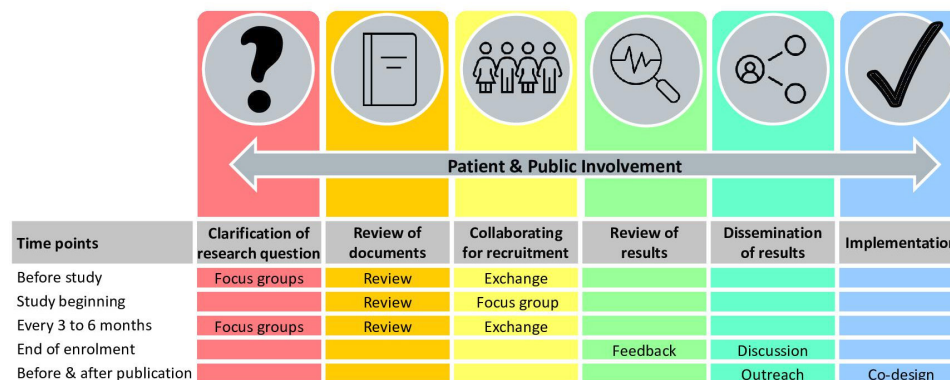 ?
Patient & Public Involvement
Time points
Clarification of
research question
Review of
documents
Collaborating
for recruitment
Review of
results
Dissemination
of results
Implementation
Before study Focus groups Review Exchange
Study beginning Review Focus group
Every 3 to 6 months Focus groups Review Exchange
End of enrolment Feedback Discussion
Before & after publication Outreach Co-design